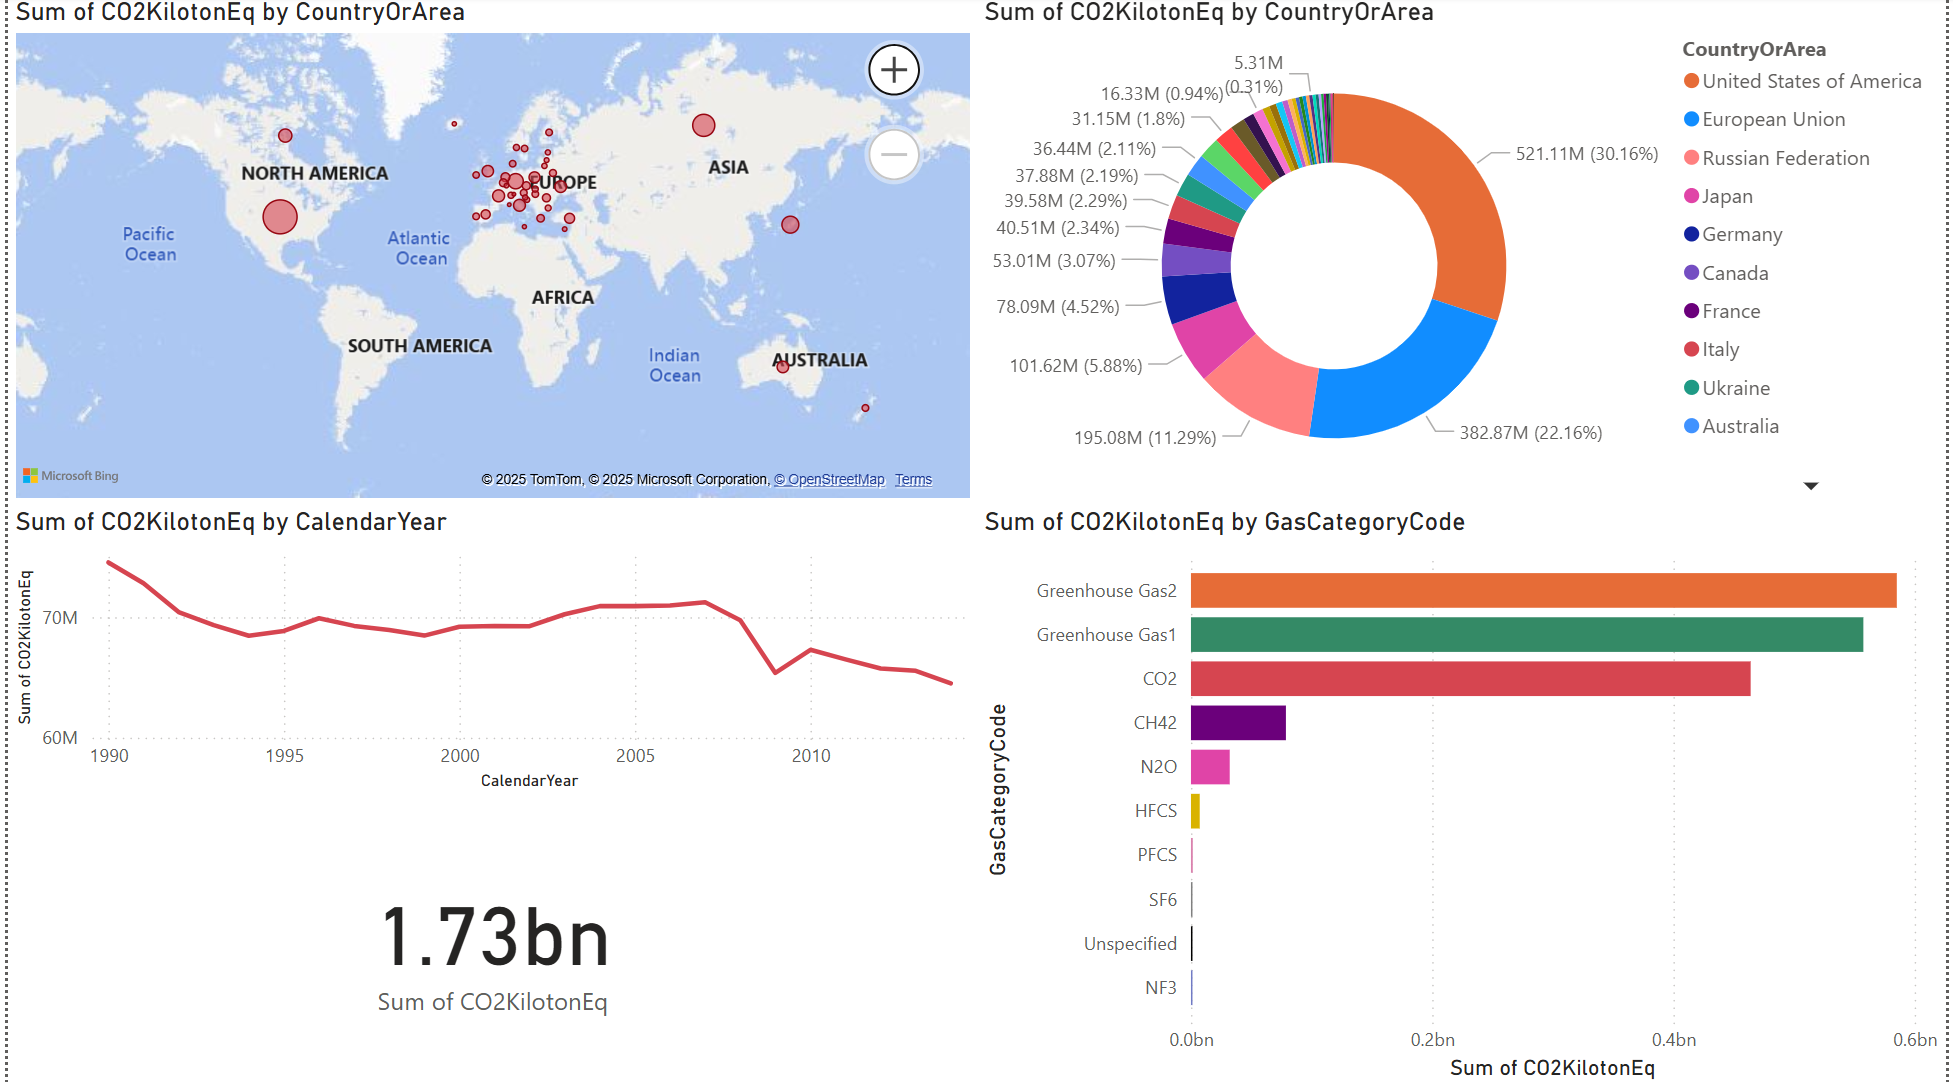 Sum of CO2KilotonEq by CountryOrArea
NORTH AMERICA
EUROPE
ASIA
Pacific
Ocean
Atlantic
Ocean
AFRICA
SOUTH AMERICA
Indian
Ocean
AUSTRALIA
Microsoft Bing
© 2025 TomTom, © 2025 Microsoft Corporation, © OpenStreetMap Terms
Sum of CO2KilotonEq by CountryOrArea
5.31M
(0.31%)
16.33M (0.94%)
31.15M (1.8%)
36.44M (2.11%)
37.88M (2.19%)
39.58M (2.29%)
40.51M (2.34%)
53.01M (3.07%)
78.09M (4.52%)
101.62M (5.88%)
195.08M (11.29%)
521.11M (30.16%)
382.87M (22.16%)
CountryOrArea
United States of America
European Union
Russian Federation
Japan
Germany
Canada
France
Italy
Ukraine
Australia
Sum of CO2KilotonEq by CalendarYear
Sum of CO2KilotonEq
70M
60M
1990 1995 2000 2005 2010
CalendarYear
1.73bn
Sum of CO2KilotonEq
Sum of CO2KilotonEq by GasCategoryCode
GasCategoryCode
Greenhouse Gas2
Greenhouse Gas1
CO2
CH42
N2O
HFCS
PFCS
SF6
Unspecified
NF3
0.0bn 0.2bn 0.4bn 0.6bn
Sum of CO2KilotonEq